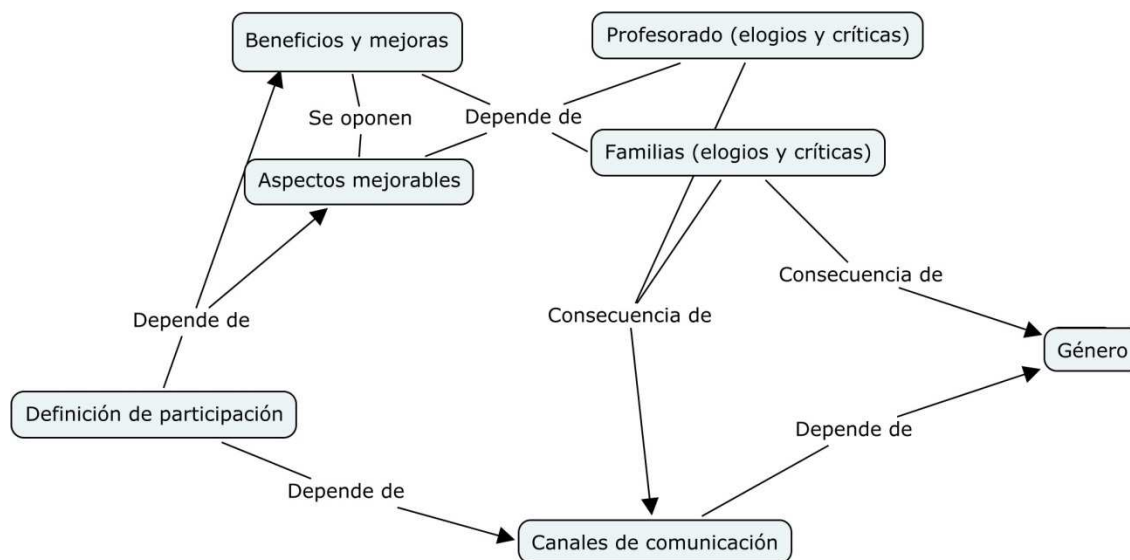 Beneficios y mejoras
Profesorado (elogios y críticas)
Se oponen
Depende de
Familias (elogios y críticas)
Aspectos mejorables
Consecuencia de
Depende de
Consecuencia de
Género
Definición de participación
Depende de
Depende de
Canales de comunicación